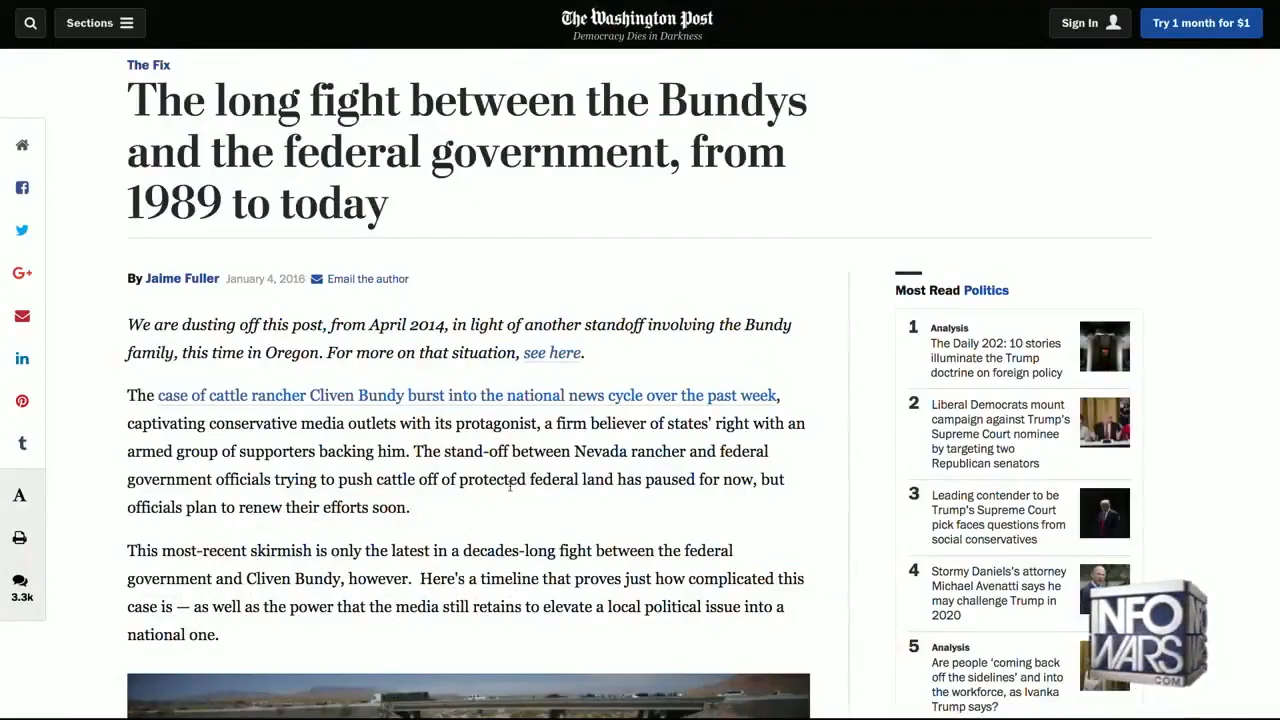 Sections
The Washington Post
Democracy Dies in Darkness
Sign In
Try 1 month for $1
The Fix
The long fight between the Bundys
and the federal government, from
1989 to today
By Jaime Fuller January 4, 2016 Email the author
We are dusting off this post, from April 2014, in light of another standoff involving the Bundy
family, this time in Oregon. For more on that situation, see here.
The case of cattle rancher Cliven Bundy burst into the national news cycle over the past week,
captivating conservative media outlets with its protagonist, a firm believer of states' right with an
armed group of supporters backing him. The stand-off between Nevada rancher and federal
government officials trying to push cattle off of protected federal land has paused for now, but
officials plan to renew their efforts soon.
This most-recent skirmish is only the latest in a decades-long fight between the federal
government and Cliven Bundy, however. Here's a timeline that proves just how complicated this
case is — as well as the power that the media still retains to elevate a local political issue into a
national one.
G+
in
t
A
3.3k
Most Read Politics
1 Analysis
The Daily 202: 10 stories
illuminate the Trump
doctrine on foreign policy
2 Liberal Democrats mount
campaign against Trump's
Supreme Court nominee
by targeting two
Republican senators
3 Leading contender to be
Trump's Supreme Court
pick faces questions from
social conservatives
4 Stormy Daniels's attorney
Michael Avenatti says he
may challenge Trump in
2020
5 Analysis
Are people 'coming back
off the sidelines' and into
the workforce, as Ivanka
Trump says?
INFO
WARS
.COM